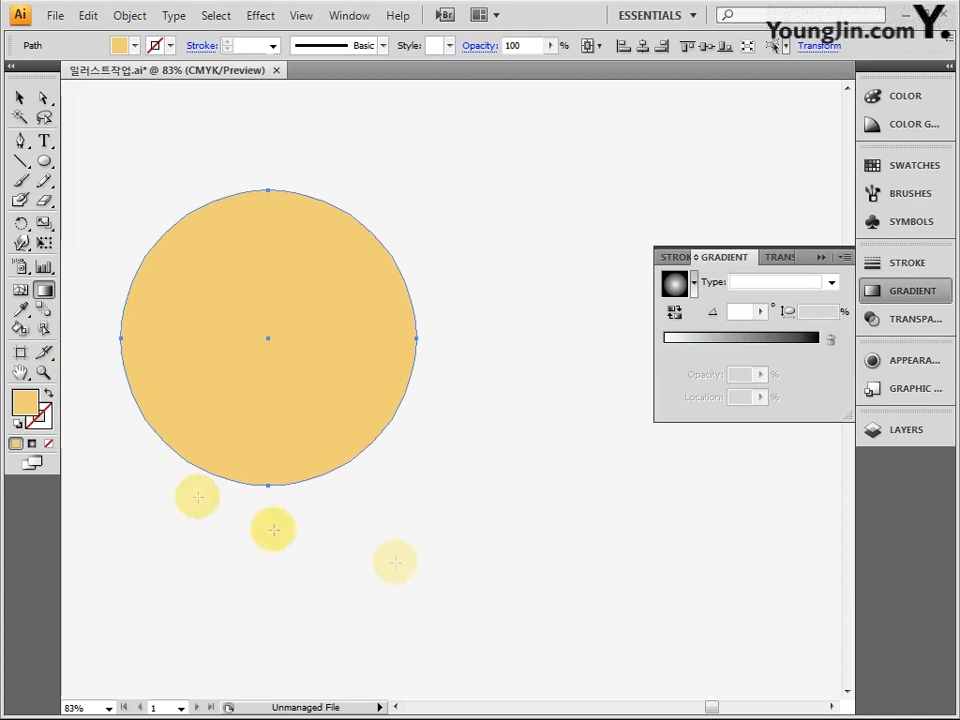 Ai File Edit Object Type Select Effect View Window Help Br ESSENTIALS
YoungJin.com Y.
Path Stroke: Basic Style: Opacity: 100 % Transform
일러스트작업.ai* @ 83% (CMYK/Preview)
COLOR
COLOR G...
SWATCHES
BRUSHES
SYMBOLS
STROKE
GRADIENT
TRANSPA...
APPEARA...
GRAPHIC ...
LAYERS
STROK GRADIENT TRANS
Type:
° %
Opacity: %
Location: %
T
83% 1 Unmanaged File